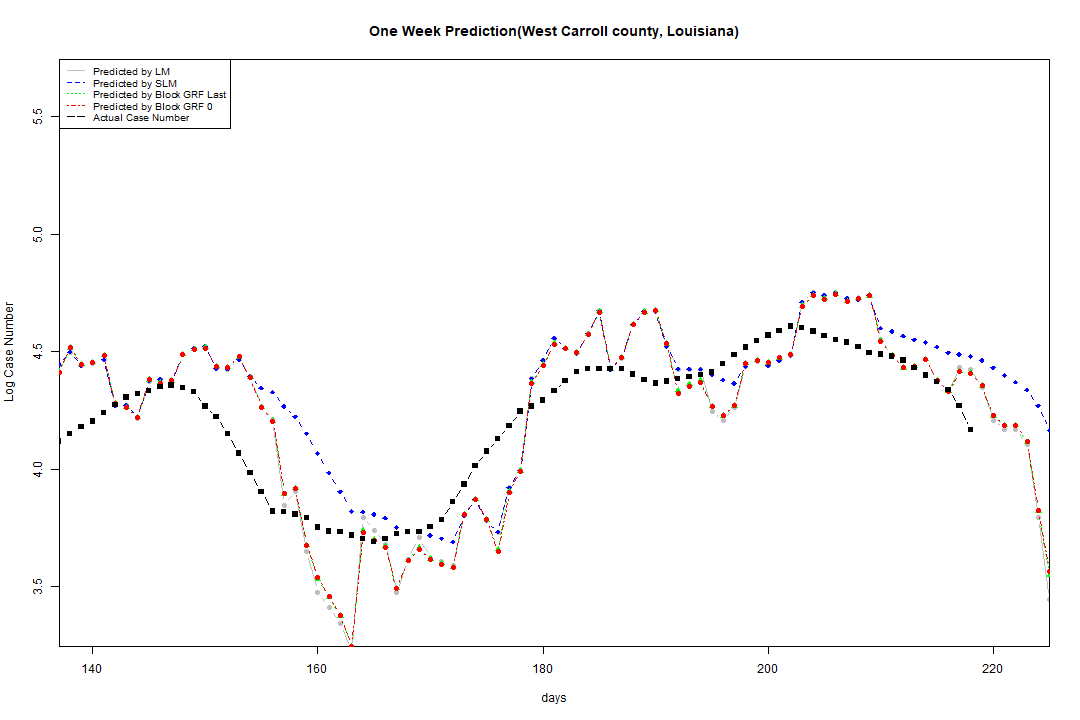 One Week Prediction(West Carroll county, Louisiana)
Predicted by LM
Predicted by SLM
Predicted by Block GRF Last
Predicted by Block GRF 0
Actual Case Number
5.5
5.0
4.5
4.0
3.5
Log Case Number
140 160 180 200 220
days